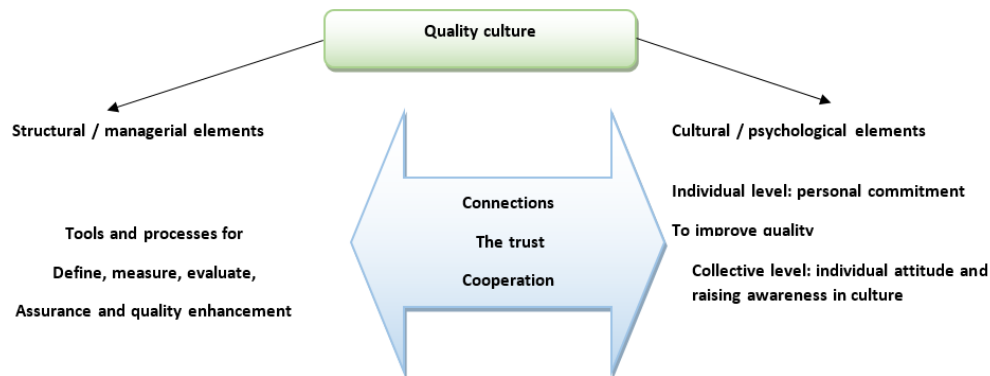 Quality culture
Structural / managerial elements
Tools and processes for
Define, measure, evaluate,
Assurance and quality enhancement
Connections
The trust
Cooperation
Cultural / psychological elements
Individual level: personal commitment
To improve quality
Collective level: individual attitude and
raising awareness in culture